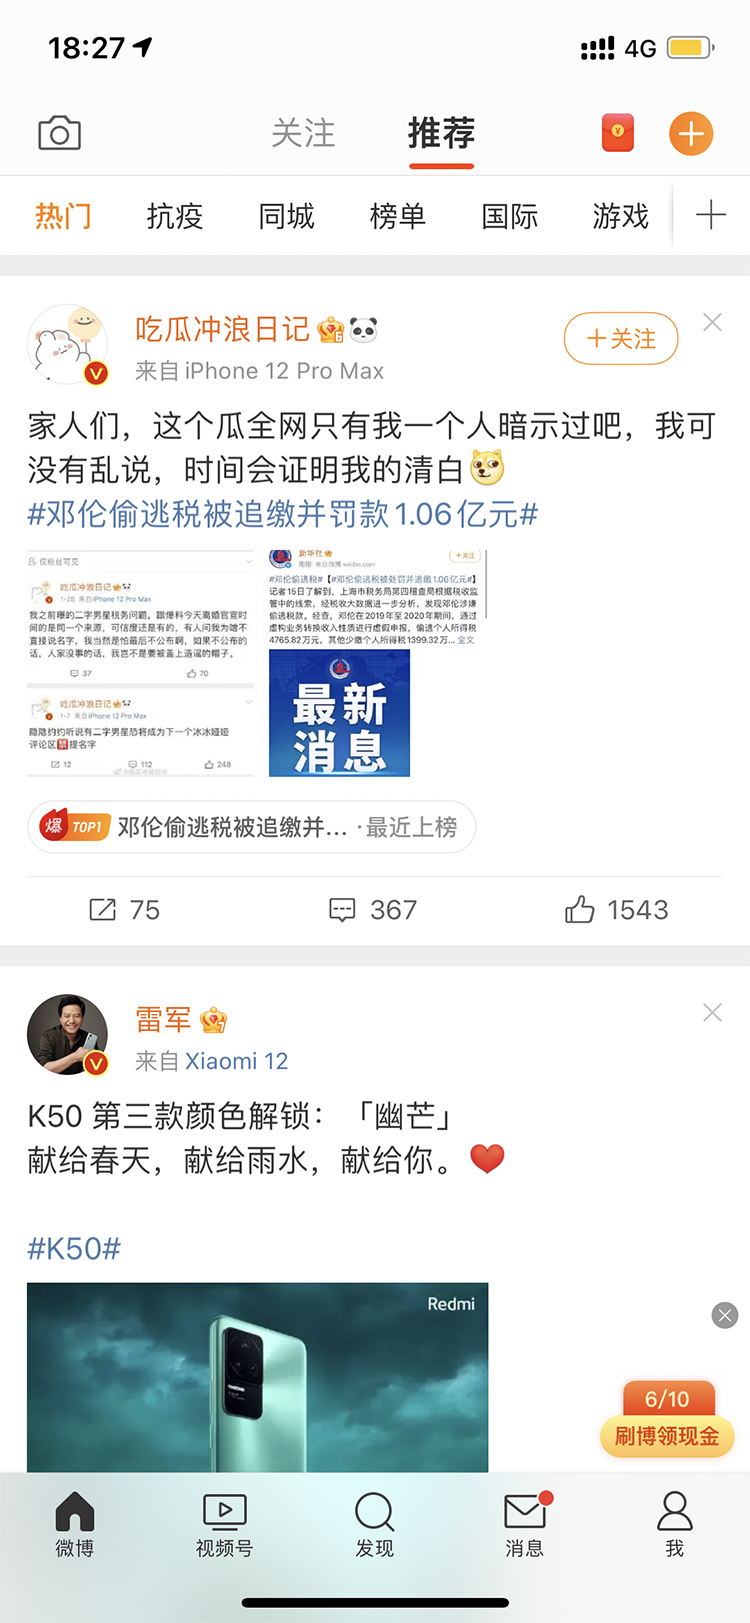 18:27
4G
关注
推荐
热门
抗疫
同城
榜单
国际
游戏
吃瓜冲浪日记
+关注
来自 iPhone 12 Pro Max
家人们，这个瓜全网只有我一个人暗示过吧，我可
没有乱说，时间会证明我的清白
#邓伦偷逃税被追缴并罚款1.06亿元#
仅粉丝可见
吃瓜冲浪日记
1-28 来自iPhone 12 Pro Max
我之前曝的二字男星税务问题，跟爆料今天离婚官宣时
间的是同一个来源，可信度还是有的，有人问我为啥不
直接说名字，我当然是怕最后不公布啊，如果不公布的
话，人家没事的话，我岂不是要被盖上造谣的帽子。
37
70
吃瓜冲浪日记
1-7 来自iPhone 12 Pro Max
隐隐约约听说有二字男星恐将成为下一个冰冰娅娅
评论区禁提名字
12
112
248
新华社
+关注
刚刚 来自微博 weibo.com
#邓伦偷逃税#【#邓伦偷逃税被处罚并追缴1.06亿元#】
记者15日了解到，上海市税务局第四稽查局根据税收监
管中的线索，经税收大数据进一步分析，发现邓伦涉嫌
偷逃税款。经查，邓伦在2019年至2020年期间，通过
虚构业务转换收入性质进行虚假申报，偷逃个人所得税
4765.82万元，其他少缴个人所得税1399.32万... 全文
最新
消息
爆 TOP1 邓伦偷逃税被追缴并... ·最近上榜
75
367
1543
雷军
来自 Xiaomi 12
K50 第三款颜色解锁：「幽芒」
献给春天，献给雨水，献给你。
#K50#
Redmi
6/10
刷博领现金
微博
视频号
发现
消息
我